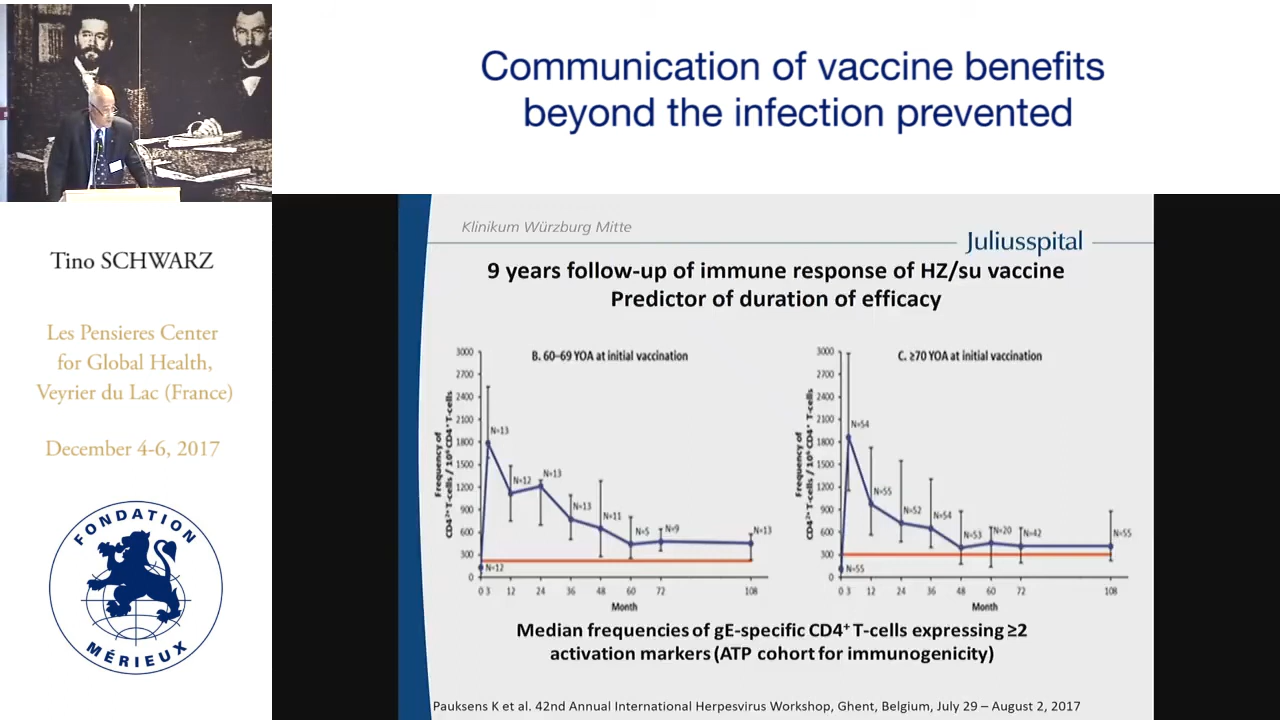 Communication of vaccine benefits
beyond the infection prevented
Tino SCHWARZ
Les Pensieres Center
for Global Health,
Veyrier du Lac (France)
December 4-6, 2017
FONDATION
MÉRIEUX
Klinikum Würzburg Mitte
Juliusspital
9 years follow-up of immune response of HZ/su vaccine
Predictor of duration of efficacy
B. 60–69 YOA at initial vaccination
Frequency of
CD4²⁺ T-cells / 10⁶ CD4⁺ T-cells
3000
2700
2400
2100
1800
1500
1200
900
600
300
0
N=12
N=13
N=12
N=13
N=13
N=11
N=5
N=9
N=13
0 3 12 24 36 48 60 72 108
Month
C. ≥70 YOA at initial vaccination
Frequency of
CD4²⁺ T-cells / 10⁶ CD4⁺ T-cells
3000
2700
2400
2100
1800
1500
1200
900
600
300
0
N=55
N=54
N=55
N=52
N=54
N=53
N=20
N=42
N=55
0 3 12 24 36 48 60 72 108
Month
Median frequencies of gE-specific CD4⁺ T-cells expressing ≥2
activation markers (ATP cohort for immunogenicity)
Pauksens K et al. 42nd Annual International Herpesvirus Workshop, Ghent, Belgium, July 29 – August 2, 2017